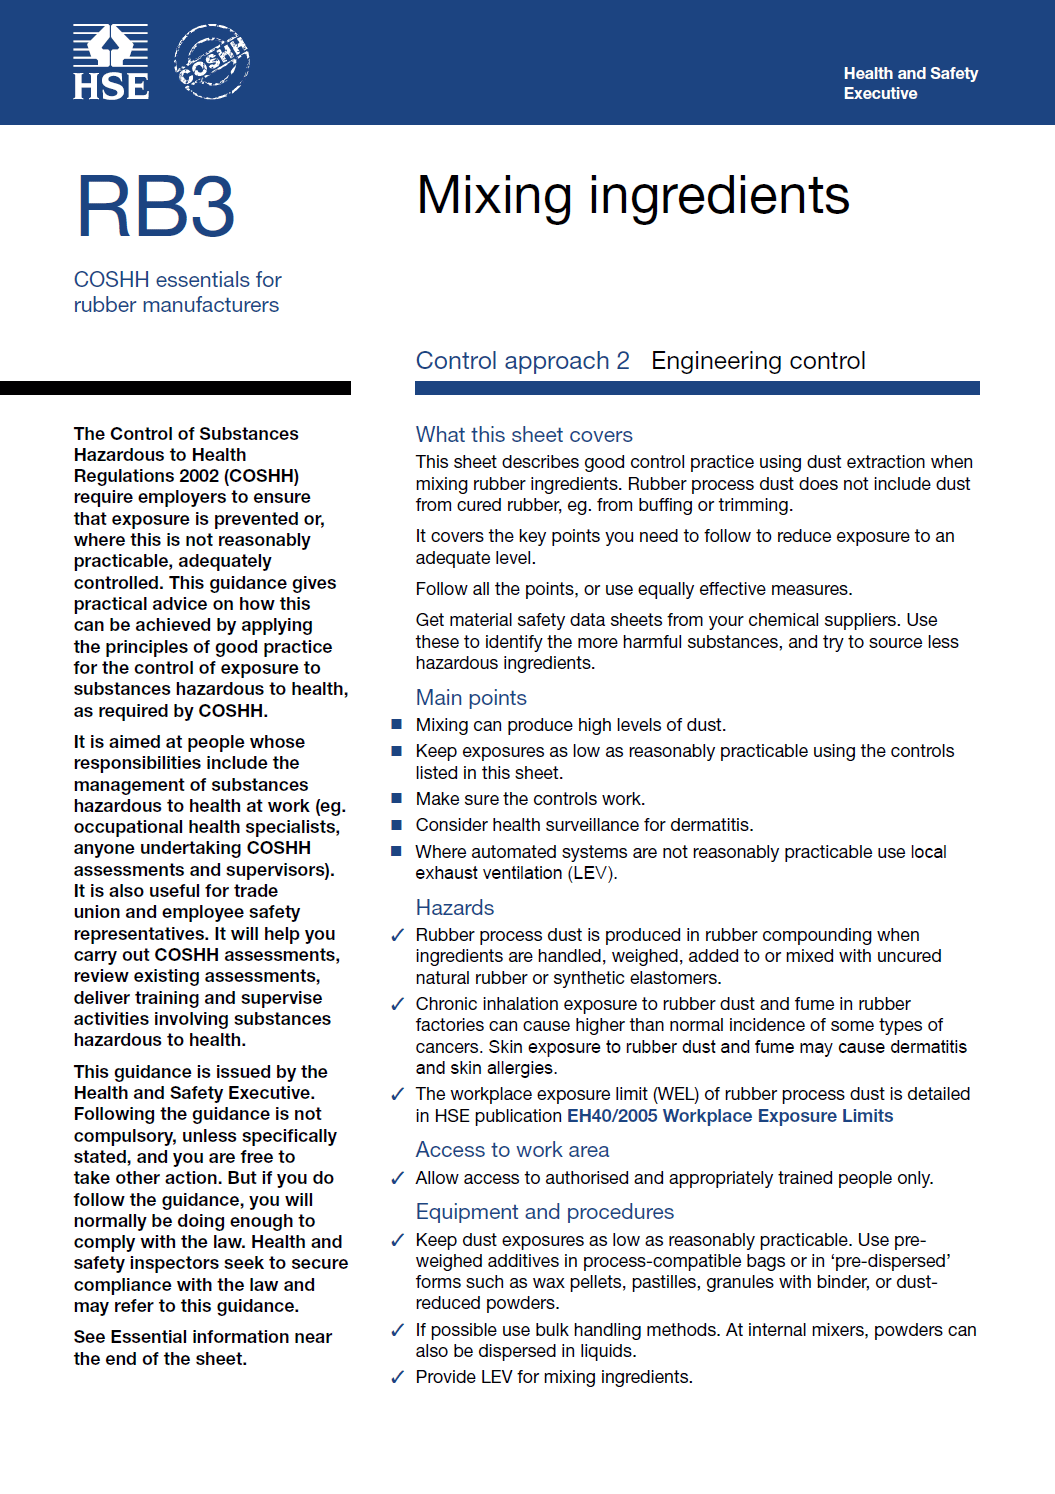 HSE
COSHH
Health and Safety
Executive
RB3
COSHH essentials for
rubber manufacturers
Mixing ingredients
Control approach 2 Engineering control
The Control of Substances
Hazardous to Health
Regulations 2002 (COSHH)
require employers to ensure
that exposure is prevented or,
where this is not reasonably
practicable, adequately
controlled. This guidance gives
practical advice on how this
can be achieved by applying
the principles of good practice
for the control of exposure to
substances hazardous to health,
as required by COSHH.
It is aimed at people whose
responsibilities include the
management of substances
hazardous to health at work (eg.
occupational health specialists,
anyone undertaking COSHH
assessments and supervisors).
It is also useful for trade
union and employee safety
representatives. It will help you
carry out COSHH assessments,
review existing assessments,
deliver training and supervise
activities involving substances
hazardous to health.
This guidance is issued by the
Health and Safety Executive.
Following the guidance is not
compulsory, unless specifically
stated, and you are free to
take other action. But if you do
follow the guidance, you will
normally be doing enough to
comply with the law. Health and
safety inspectors seek to secure
compliance with the law and
may refer to this guidance.
See Essential information near
the end of the sheet.
What this sheet covers
This sheet describes good control practice using dust extraction when
mixing rubber ingredients. Rubber process dust does not include dust
from cured rubber, eg. from buffing or trimming.
It covers the key points you need to follow to reduce exposure to an
adequate level.
Follow all the points, or use equally effective measures.
Get material safety data sheets from your chemical suppliers. Use
these to identify the more harmful substances, and try to source less
hazardous ingredients.
Main points
■ Mixing can produce high levels of dust.
■ Keep exposures as low as reasonably practicable using the controls
listed in this sheet.
■ Make sure the controls work.
■ Consider health surveillance for dermatitis.
■ Where automated systems are not reasonably practicable use local
exhaust ventilation (LEV).
Hazards
✓ Rubber process dust is produced in rubber compounding when
ingredients are handled, weighed, added to or mixed with uncured
natural rubber or synthetic elastomers.
✓ Chronic inhalation exposure to rubber dust and fume in rubber
factories can cause higher than normal incidence of some types of
cancers. Skin exposure to rubber dust and fume may cause dermatitis
and skin allergies.
✓ The workplace exposure limit (WEL) of rubber process dust is detailed
in HSE publication EH40/2005 Workplace Exposure Limits
Access to work area
✓ Allow access to authorised and appropriately trained people only.
Equipment and procedures
✓ Keep dust exposures as low as reasonably practicable. Use pre-
weighed additives in process-compatible bags or in ‘pre-dispersed’
forms such as wax pellets, pastilles, granules with binder, or dust-
reduced powders.
✓ If possible use bulk handling methods. At internal mixers, powders can
also be dispersed in liquids.
✓ Provide LEV for mixing ingredients.